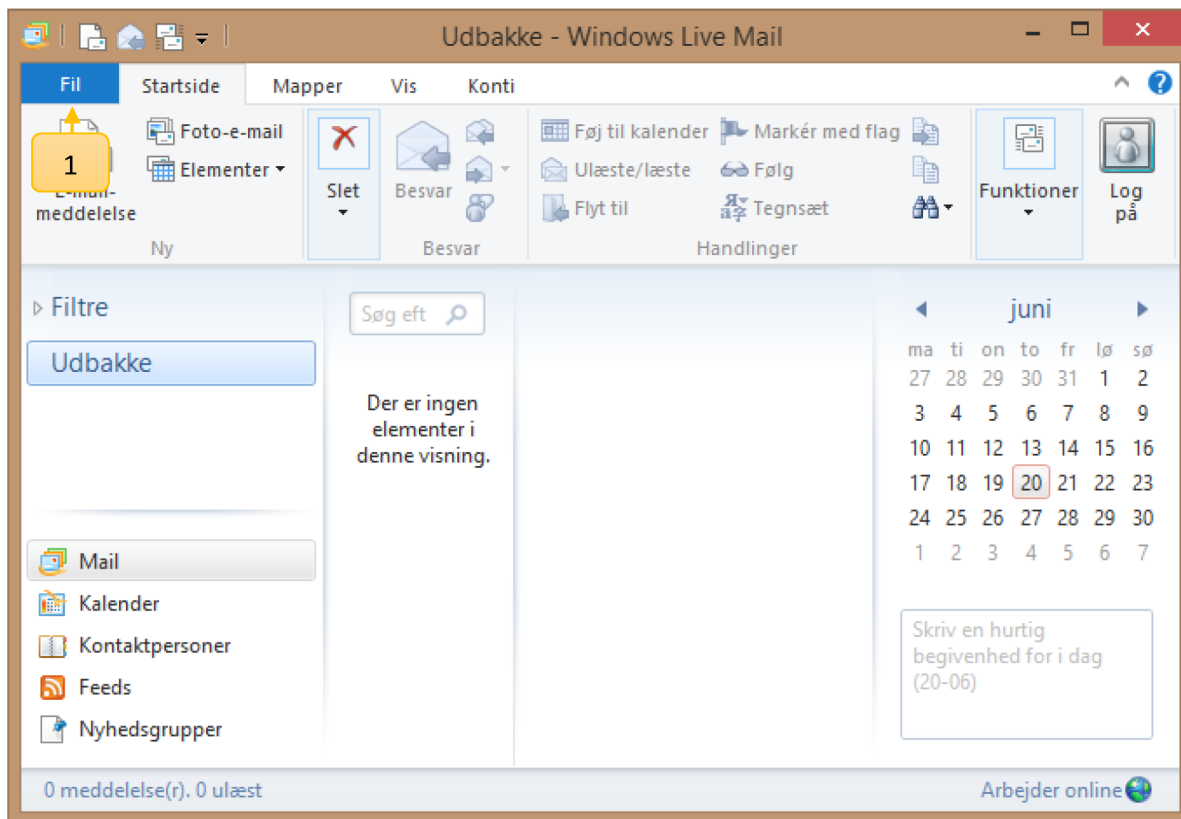 Udbakke - Windows Live Mail
Fil Startside Mapper Vis Konti
1
E-mail-
meddelelse
Foto-e-mail
Elementer
Ny
Slet
Besvar
Besvar
Føj til kalender
Ulæste/læste
Flyt til
Markér med flag
Følg
Tegnsæt
Handlinger
Funktioner
Log
på
Filtre
Udbakke
Mail
Kalender
Kontaktpersoner
Feeds
Nyhedsgrupper
Søg eft
Der er ingen
elementer i
denne visning.
juni
ma ti on to fr lø sø
27 28 29 30 31 1 2
3 4 5 6 7 8 9
10 11 12 13 14 15 16
17 18 19 20 21 22 23
24 25 26 27 28 29 30
1 2 3 4 5 6 7
Skriv en hurtig
begivenhed for i dag
(20-06)
0 meddelelse(r). 0 ulæst
Arbejder online